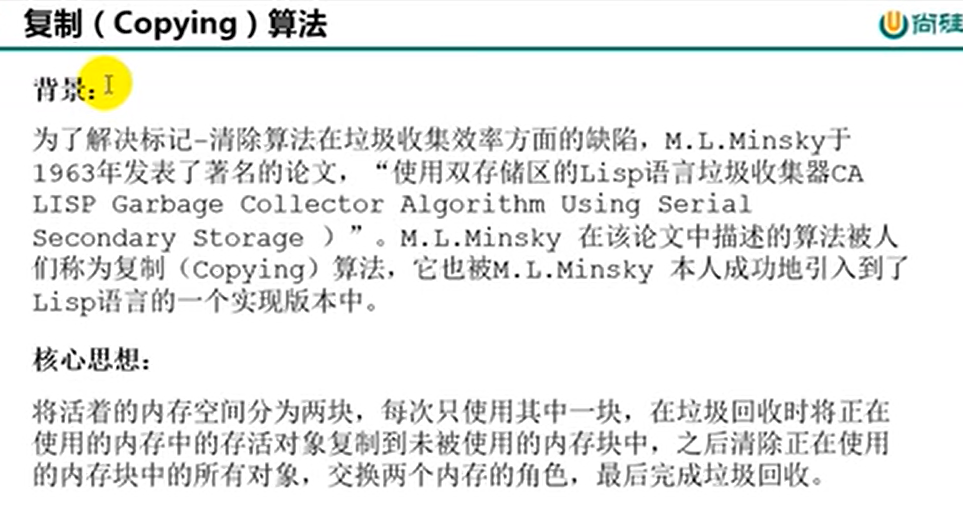 复制（Copying）算法
尚硅
背景：
为了解决标记-清除算法在垃圾收集效率方面的缺陷，M.L.Minsky于
1963年发表了著名的论文，“使用双存储区的Lisp语言垃圾收集器CA
LISP Garbage Collector Algorithm Using Serial
Secondary Storage ）”。M.L.Minsky 在该论文中描述的算法被人
们称为复制（Copying）算法，它也被M.L.Minsky 本人成功地引入到了
Lisp语言的一个实现版本中。
核心思想：
将活着的内存空间分为两块，每次只使用其中一块，在垃圾回收时将正在
使用的内存中的存活对象复制到未被使用的内存块中，之后清除正在使用
的内存块中的所有对象，交换两个内存的角色，最后完成垃圾回收。